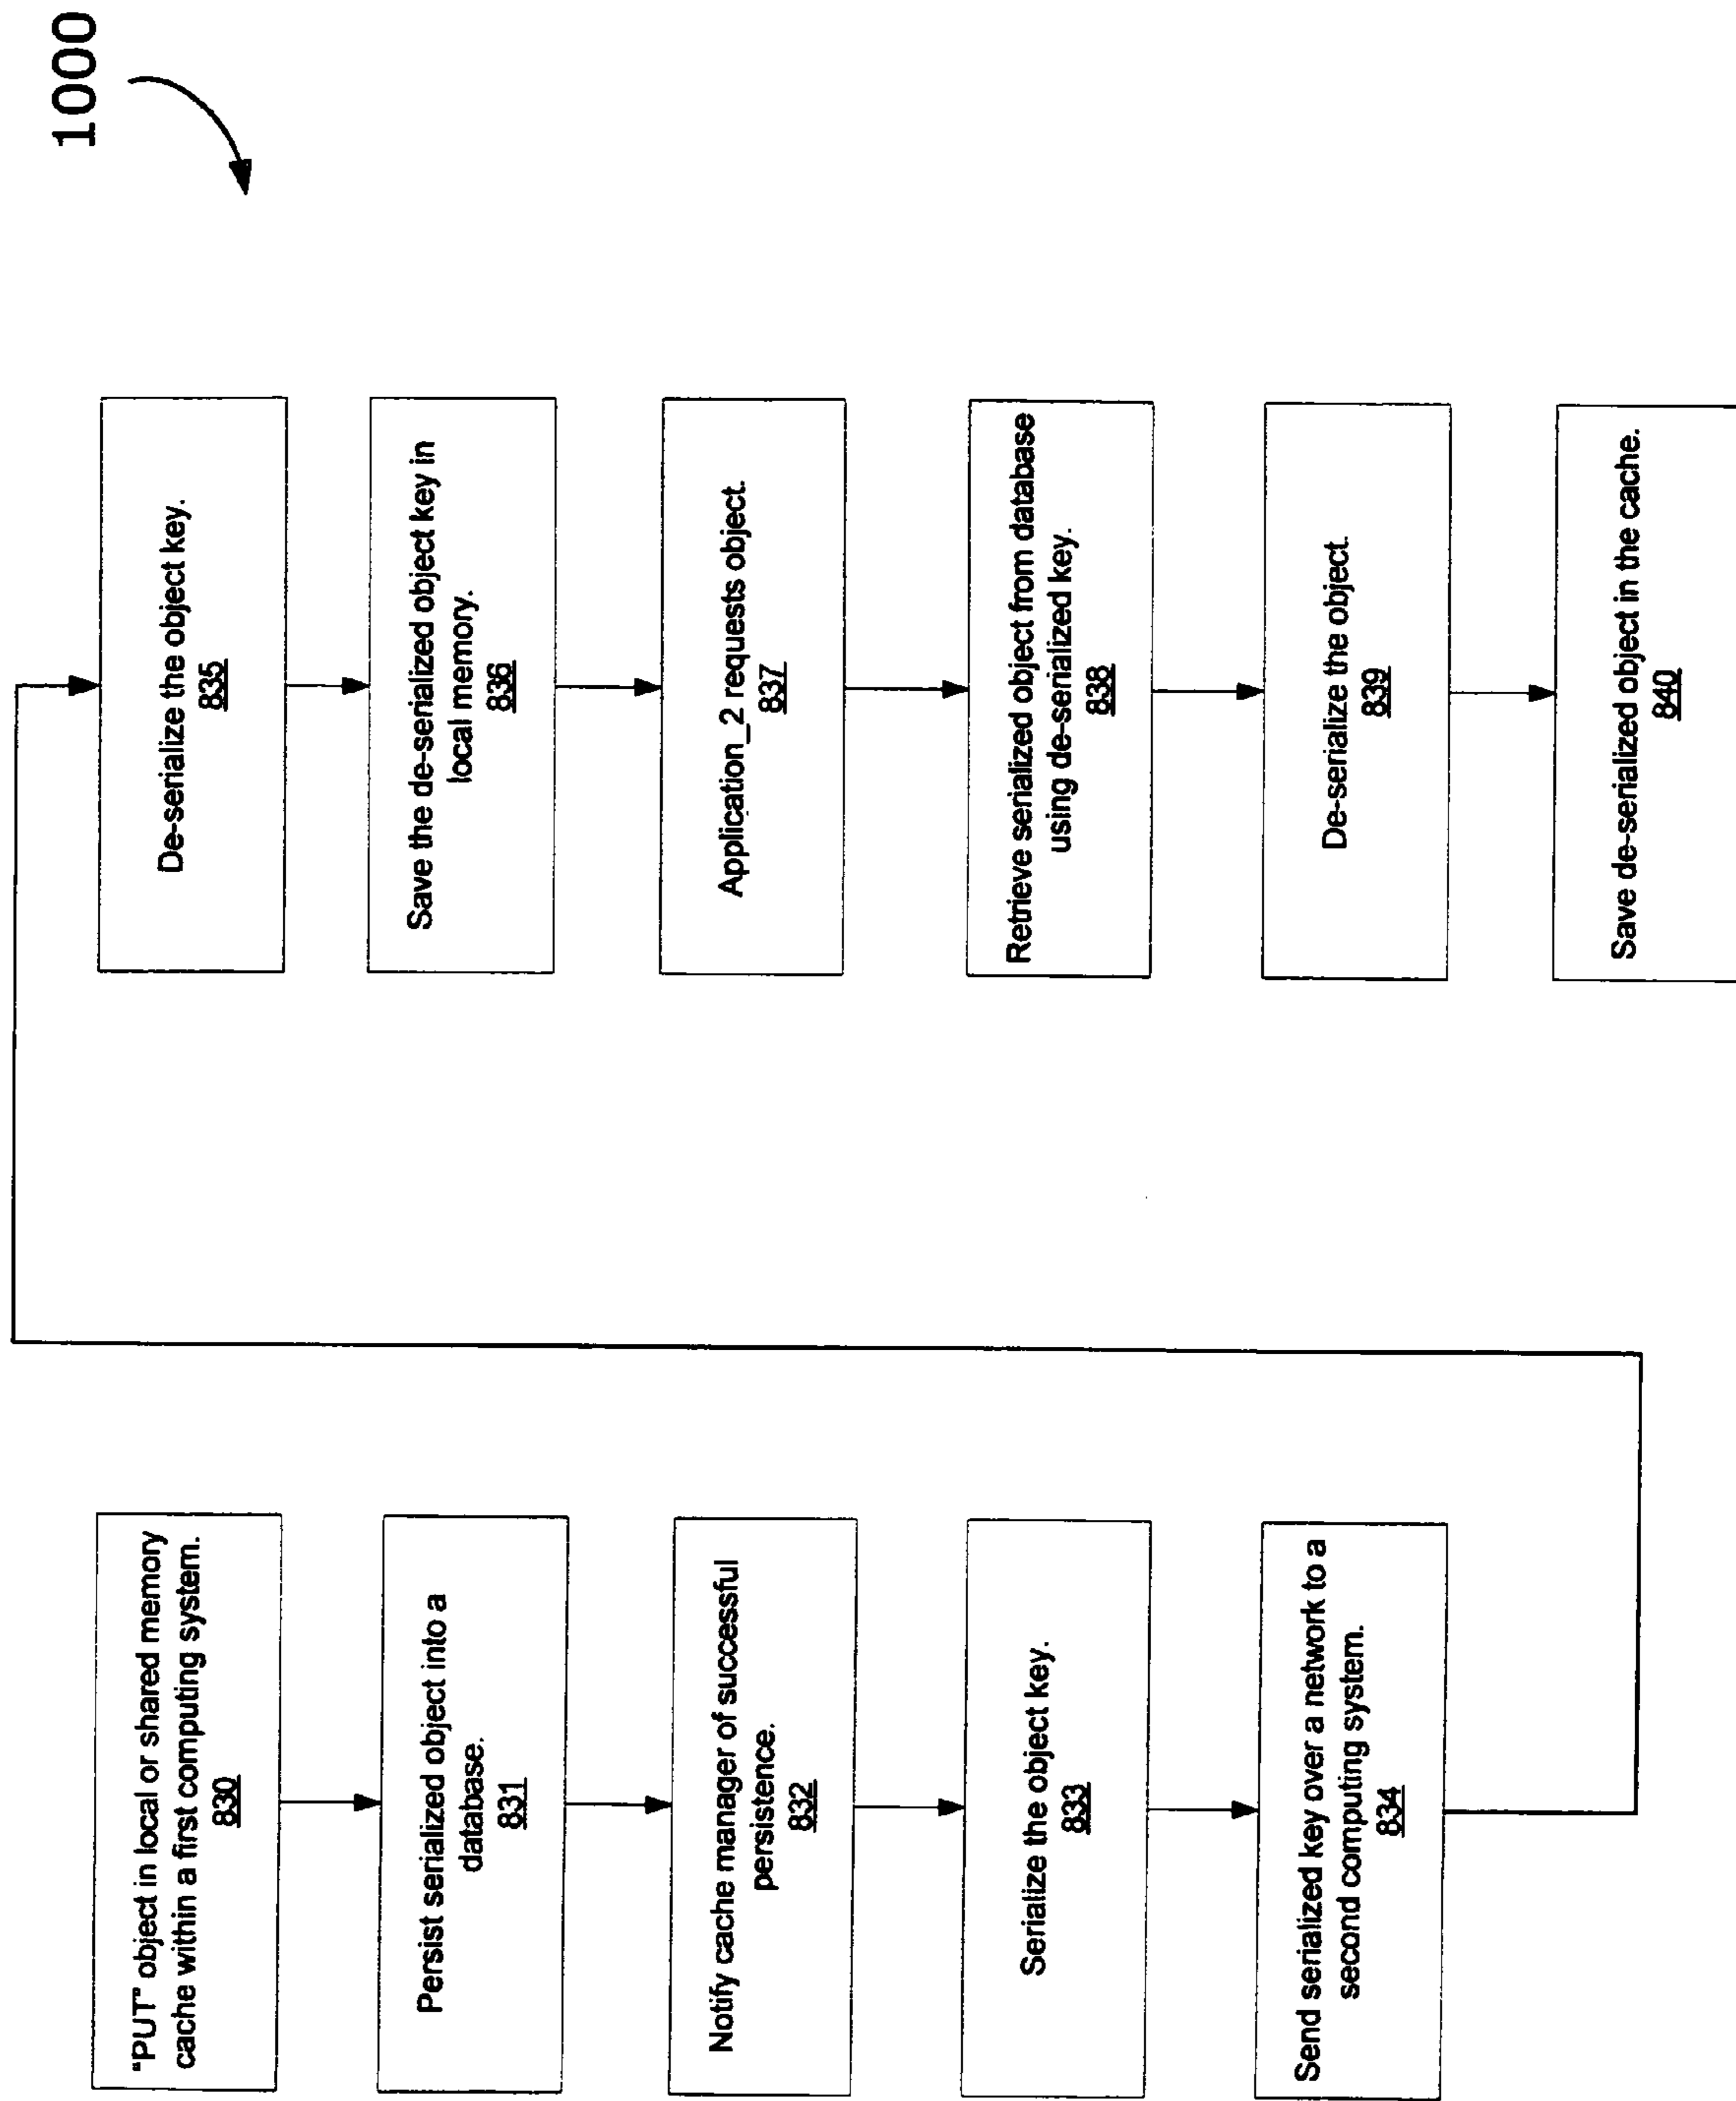 1000
"PUT" object in local or shared memory
cache within a first computing system.
830
Persist serialized object into a
database.
831
Notify cache manager of successful
persistence.
832
Serialize the object key.
833
Send serialized key over a network to a
second computing system.
834
De-serialize the object key.
835
Save the de-serialized object key in
local memory.
836
Application_2 requests object.
837
Retrieve serialized object from database
using de-serialized key.
838
De-serialize the object.
839
Save de-serialized object in the cache.
840